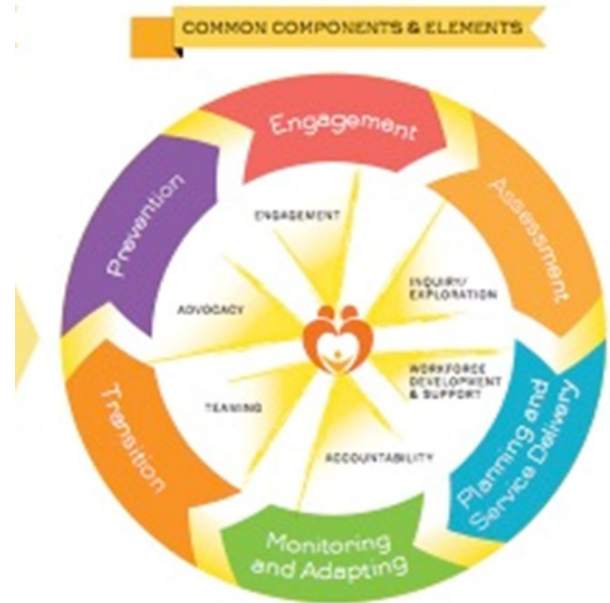 COMMON COMPONENTS & ELEMENTS
Engagement
Assessment
Planning and
Service Delivery
Monitoring
and Adapting
Transition
Prevention
ENGAGEMENT
INQUIRY/
EXPLORATION
WORKFORCE
DEVELOPMENT
& SUPPORT
ACCOUNTABILITY
TEAMING
ADVOCACY